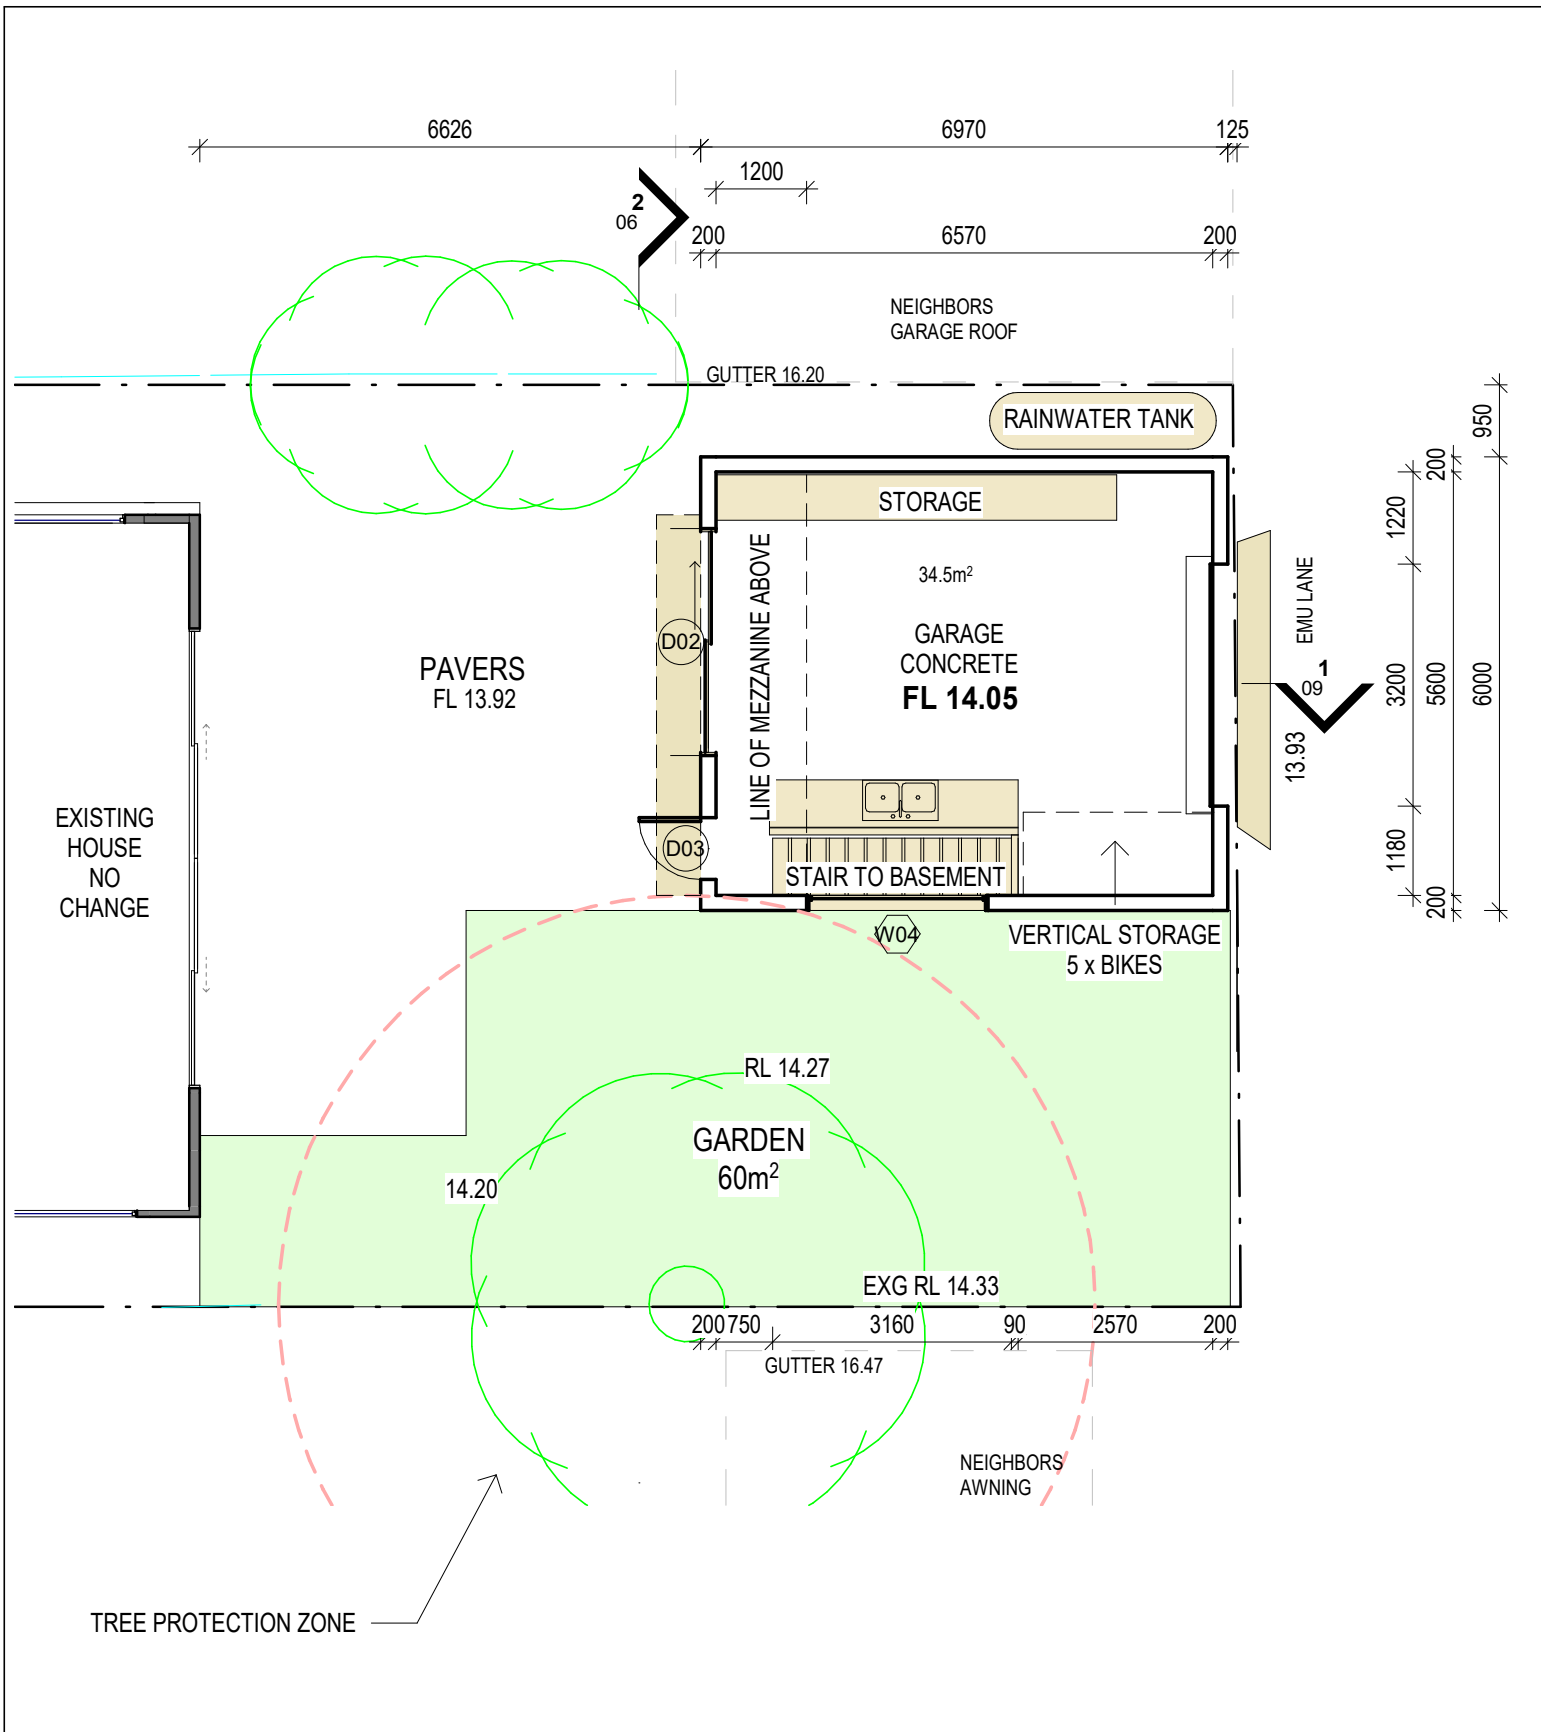 6626
6970
125
1200
2
06
200
6570
200
NEIGHBORS
GARAGE ROOF
GUTTER 16.20
RAINWATER TANK
950
200
STORAGE
1220
LINE OF MEZZANINE ABOVE
34.5m²
EMU LANE
D02
GARAGE
CONCRETE
FL 14.05
PAVERS
FL 13.92
1
09
3200
5600
6000
13.93
EXISTING
HOUSE
NO
CHANGE
D03
1180
STAIR TO BASEMENT
200
W04
VERTICAL STORAGE
5 x BIKES
RL 14.27
GARDEN
60m²
14.20
EXG RL 14.33
200
750
3160
90
2570
200
GUTTER 16.47
NEIGHBORS
AWNING
TREE PROTECTION ZONE